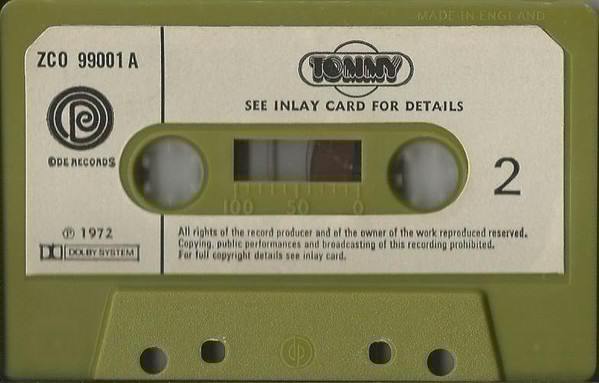 MADE IN ENGLAND
ZCO 99001 A
TOMMY
SEE INLAY CARD FOR DETAILS
ODE RECORDS
2
100 50 0
℗ 1972
DOLBY SYSTEM
All rights of the record producer and of the owner of the work reproduced reserved.
Copying, public performances and broadcasting of this recording prohibited.
For full copyright details see inlay card.